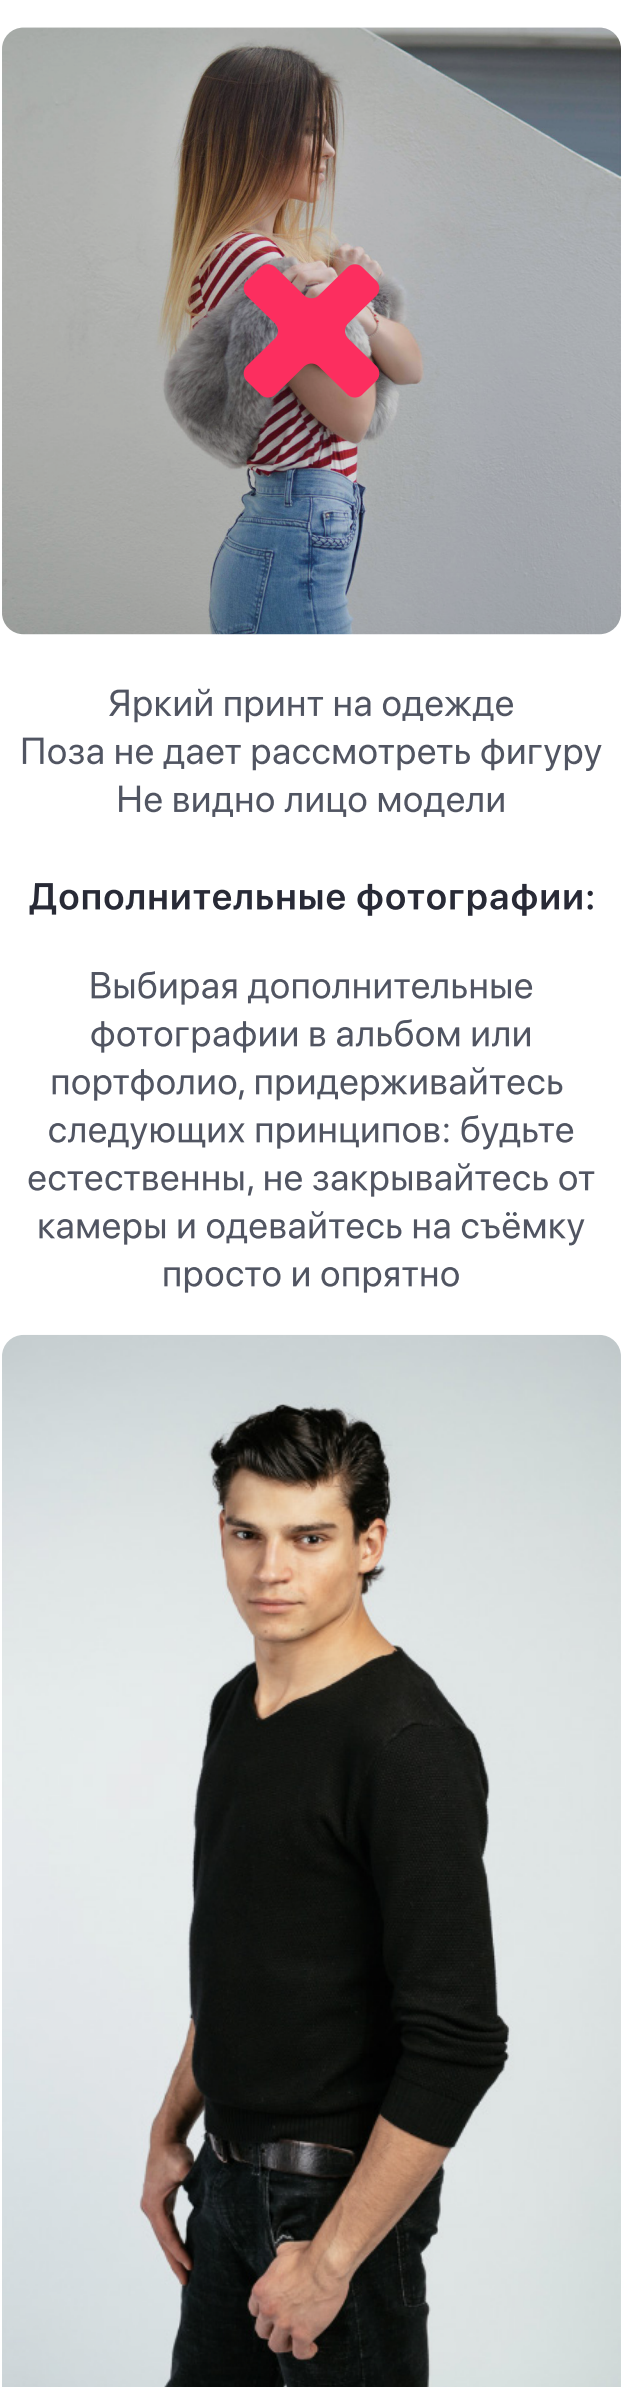 Яркий принт на одежде
Поза не дает рассмотреть фигуру
Не видно лицо модели
Дополнительные фотографии:
Выбирая дополнительные
фотографии в альбом или
портфолио, придерживайтесь
следующих принципов: будьте
естественны, не закрывайтесь от
камеры и одевайтесь на съёмку
просто и опрятно